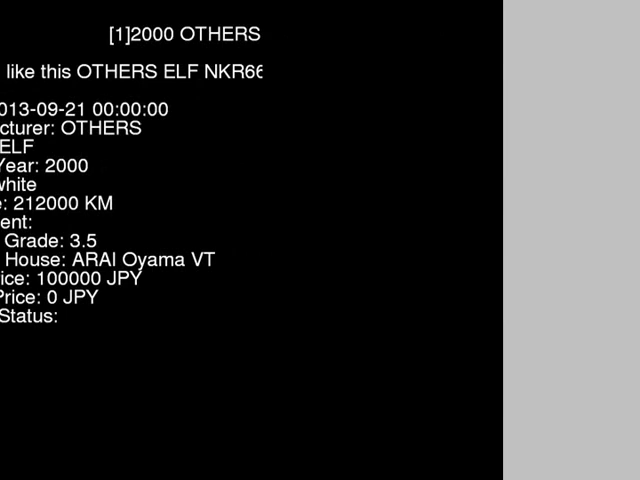 [1]2000 OTHERS
like this OTHERS ELF NKR66
013-09-21 00:00:00
cturer: OTHERS
ELF
Year: 2000
white
e: 212000 KM
ent:
Grade: 3.5
House: ARAI Oyama VT
rice: 100000 JPY
Price: 0 JPY
Status: